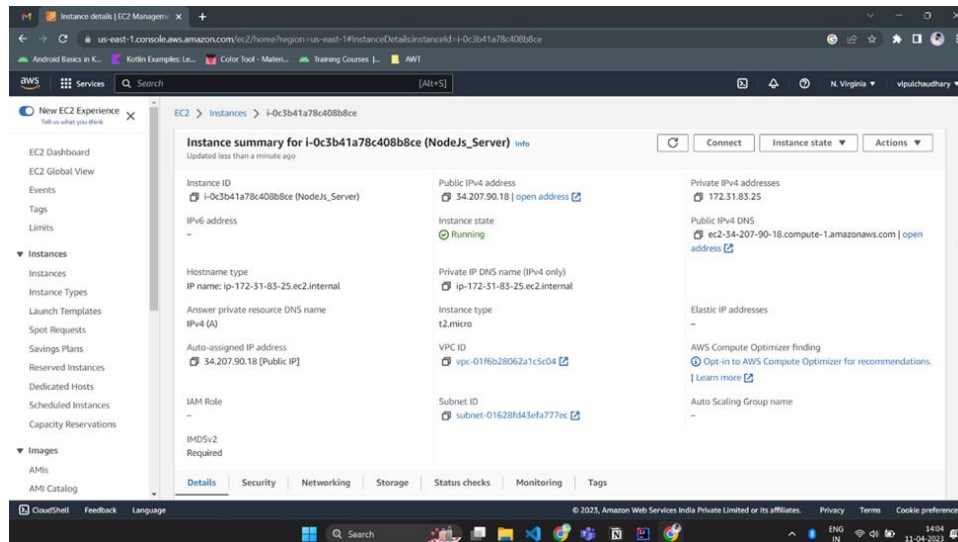 Instance details | EC2 Managem
us-east-1.console.aws.amazon.com/ec2/home?region=us-east-1#InstanceDetails:instanceId=i-0c3b41a78c408b8ce
Android Basics in K... Kotlin Examples: Le... Color Tool - Materi... Training Courses |... AWT
aws Services Search [Alt+S] N. Virginia ▼ vipulchaudhary
New EC2 Experience
Tell us what you think
EC2 Dashboard
EC2 Global View
Events
Tags
Limits
Instances
Instances
Instance Types
Launch Templates
Spot Requests
Savings Plans
Reserved Instances
Dedicated Hosts
Scheduled Instances
Capacity Reservations
Images
AMIs
AMI Catalog
EC2 > Instances > i-0c3b41a78c408b8ce
Instance summary for i-0c3b41a78c408b8ce (NodeJs_Server) Info
Updated less than a minute ago
Connect Instance state ▼ Actions ▼
Instance ID
i-0c3b41a78c408b8ce (NodeJs_Server)
Public IPv4 address
34.207.90.18 | open address
Private IPv4 addresses
172.31.83.25
IPv6 address
–
Instance state
Running
Public IPv4 DNS
ec2-34-207-90-18.compute-1.amazonaws.com | open
address
Hostname type
IP name: ip-172-31-83-25.ec2.internal
Private IP DNS name (IPv4 only)
ip-172-31-83-25.ec2.internal
Answer private resource DNS name
IPv4 (A)
Instance type
t2.micro
Elastic IP addresses
–
Auto-assigned IP address
34.207.90.18 [Public IP]
VPC ID
vpc-01f6b28062a1c5c04
AWS Compute Optimizer finding
Opt-in to AWS Compute Optimizer for recommendations.
| Learn more
IAM Role
–
Subnet ID
subnet-01628fd43efa777ec
Auto Scaling Group name
–
IMDSv2
Required
Details Security Networking Storage Status checks Monitoring Tags
CloudShell Feedback Language © 2023, Amazon Web Services India Private Limited or its affiliates. Privacy Terms Cookie preference
Search ENG 14:04
IN 11-04-2023